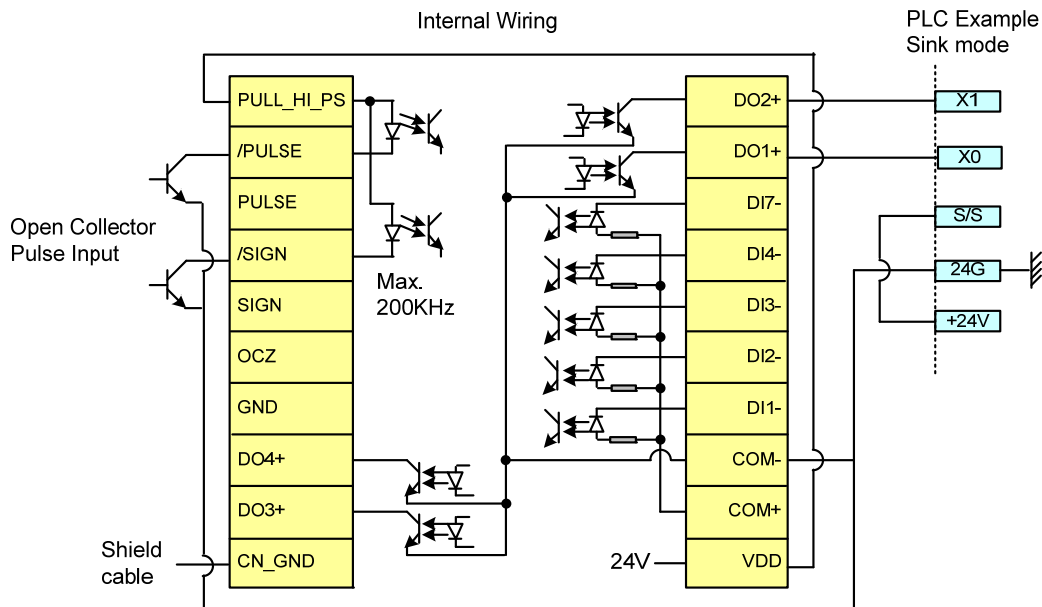 Internal Wiring
PLC Example
Sink mode
PULL_HI_PS
/PULSE
PULSE
/SIGN
SIGN
OCZ
GND
DO4+
DO3+
CN_GND
Open Collector
Pulse Input
Shield
cable
Max.
200KHz
DO2+
DO1+
DI7-
DI4-
DI3-
DI2-
DI1-
COM-
COM+
VDD
24V
X1
X0
S/S
24G
+24V